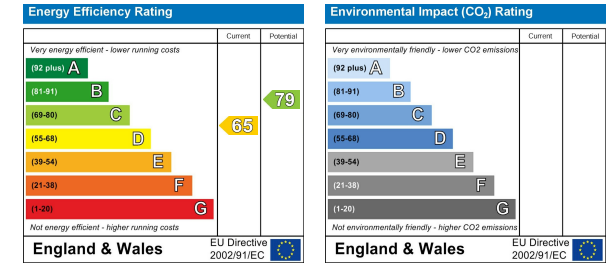 Energy Efficiency Rating
Current Potential
Very energy efficient - lower running costs
(92 plus) A
(81-91) B
(69-80) C
79
(55-68) D
65
(39-54) E
(21-38) F
(1-20) G
Not energy efficient - higher running costs
England & Wales
EU Directive
2002/91/EC
Environmental Impact (CO₂) Rating
Current Potential
Very environmentally friendly - lower CO2 emissions
(92 plus) A
(81-91) B
(69-80) C
(55-68) D
(39-54) E
(21-38) F
(1-20) G
Not environmentally friendly - higher CO2 emissions
England & Wales
EU Directive
2002/91/EC